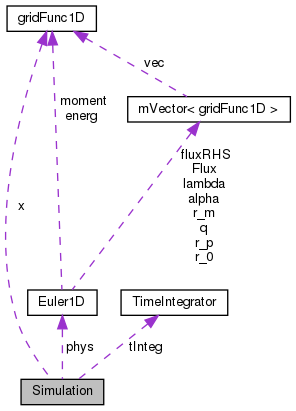 gridFunc1D
vec
moment
energ
mVector< gridFunc1D >
fluxRHS
Flux
lambda
alpha
r_m
q
r_p
r_0
x
Euler1D
TimeIntegrator
phys
tInteg
Simulation